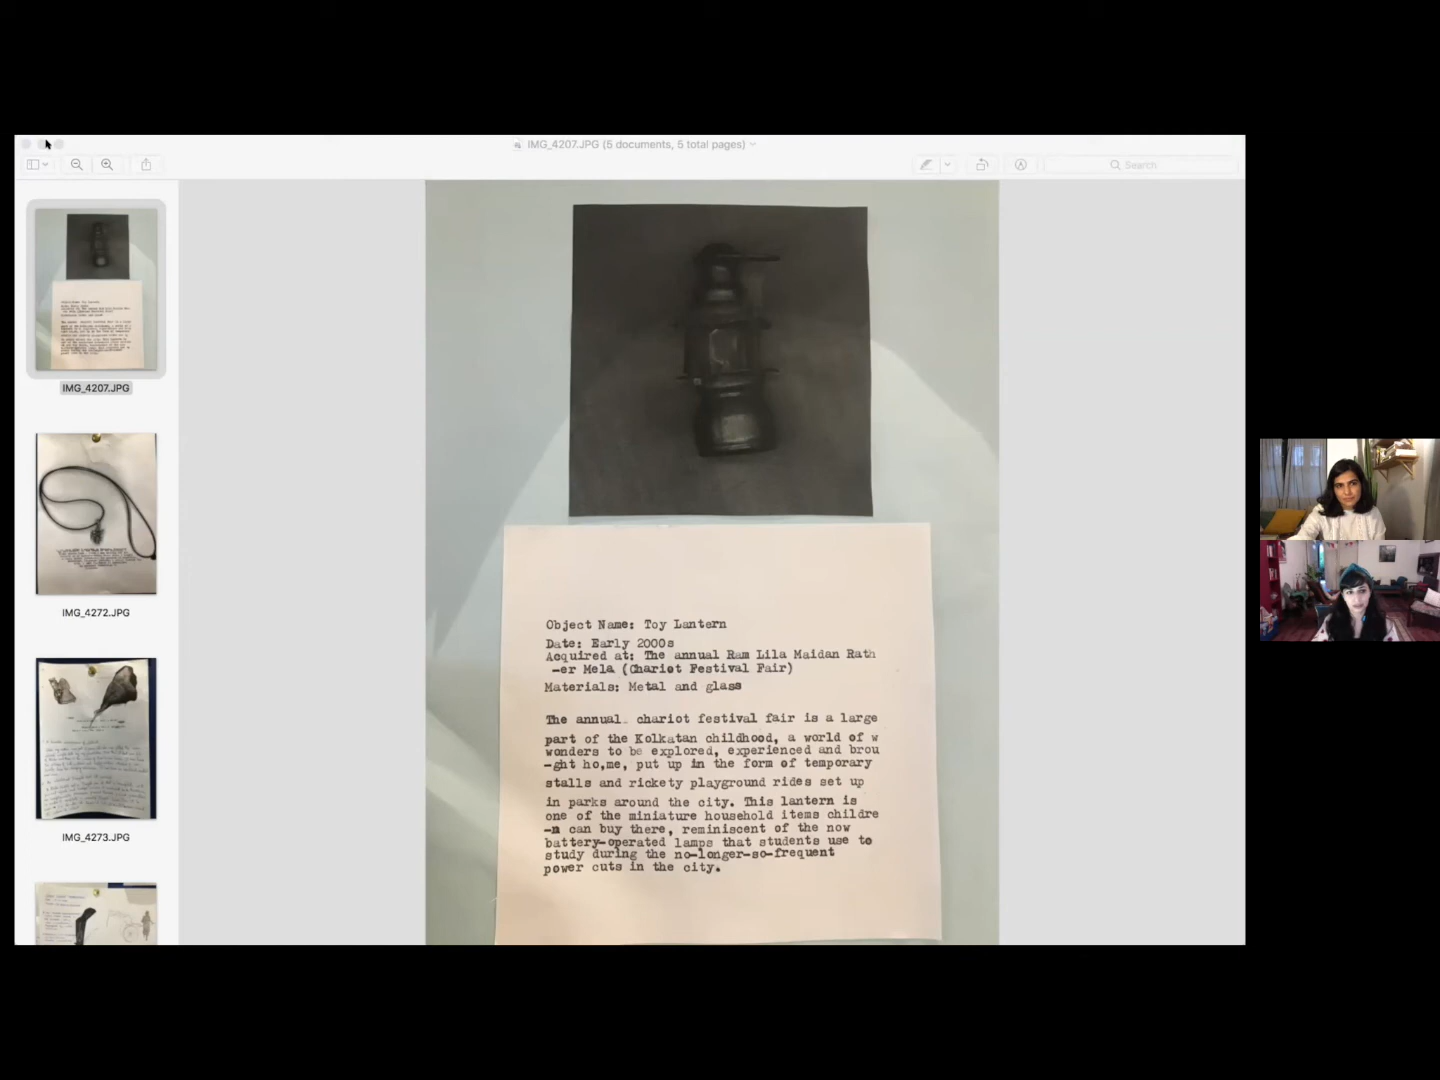 IMG_4207.JPG (5 documents, 5 total pages)
Search
IMG_4207.JPG
IMG_4272.JPG
IMG_4273.JPG
Object Name: Toy Lantern
Date: Early 2000s
Acquired at: The annual Ram Lila Maidan Rath
-er Mela (Chariot Festival Fair)
Materials: Metal and glass
The annual chariot festival fair is a large
part of the Kolkatan childhood, a world of w
wonders to be explored, experienced and brou
-ght ho,me, put up in the form of temporary
stalls and rickety playground rides set up
in parks around the city. This lantern is
one of the miniature household items childre
-n can buy there, reminiscent of the now
battery-operated lamps that students use to
study during the no-longer-so-frequent
power cuts in the city.